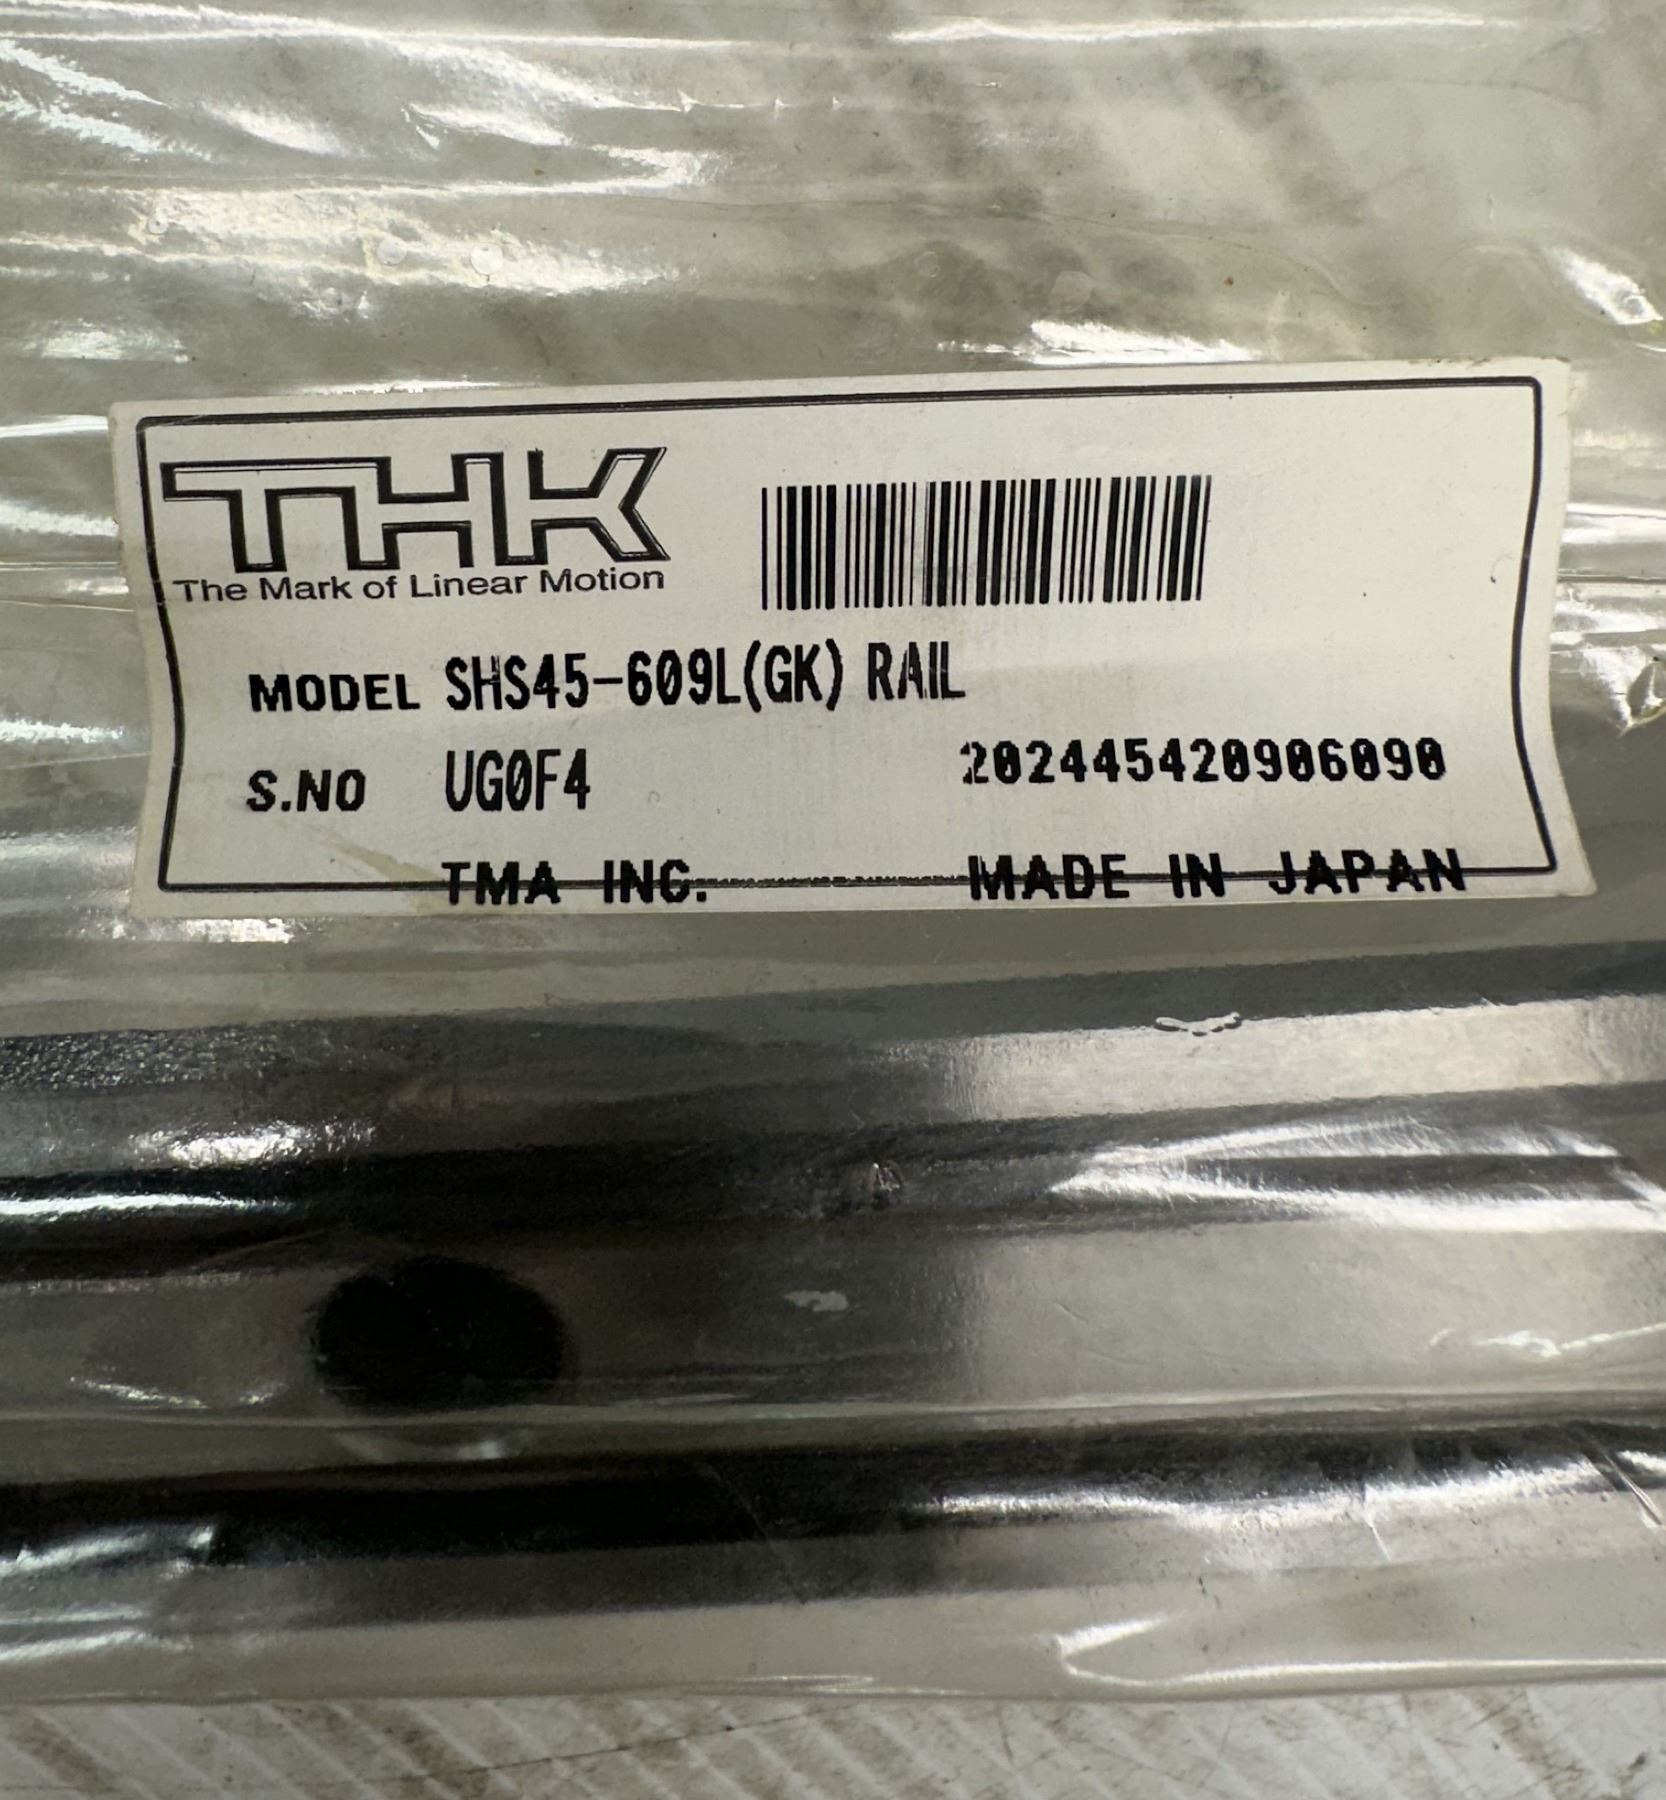 THK
The Mark of Linear Motion
MODEL SHS45-609L(GK) RAIL
S.NO UG0F4 202445420906090
TMA INC. MADE IN JAPAN